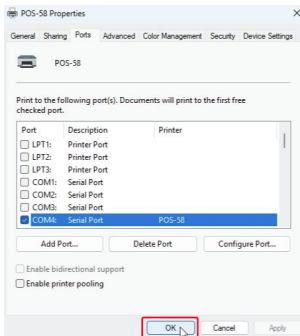 POS-58 Properties
General Sharing Ports Advanced Color Management Security Device Settings
POS-58
Print to the following port(s). Documents will print to the first free
checked port.
Port Description Printer
LPT1: Printer Port
LPT2: Printer Port
LPT3: Printer Port
COM1: Serial Port
COM2: Serial Port
COM3: Serial Port
COM4: Serial Port POS-58
Add Port... Delete Port Configure Port...
Enable bidirectional support
Enable printer pooling
OK Cancel Apply